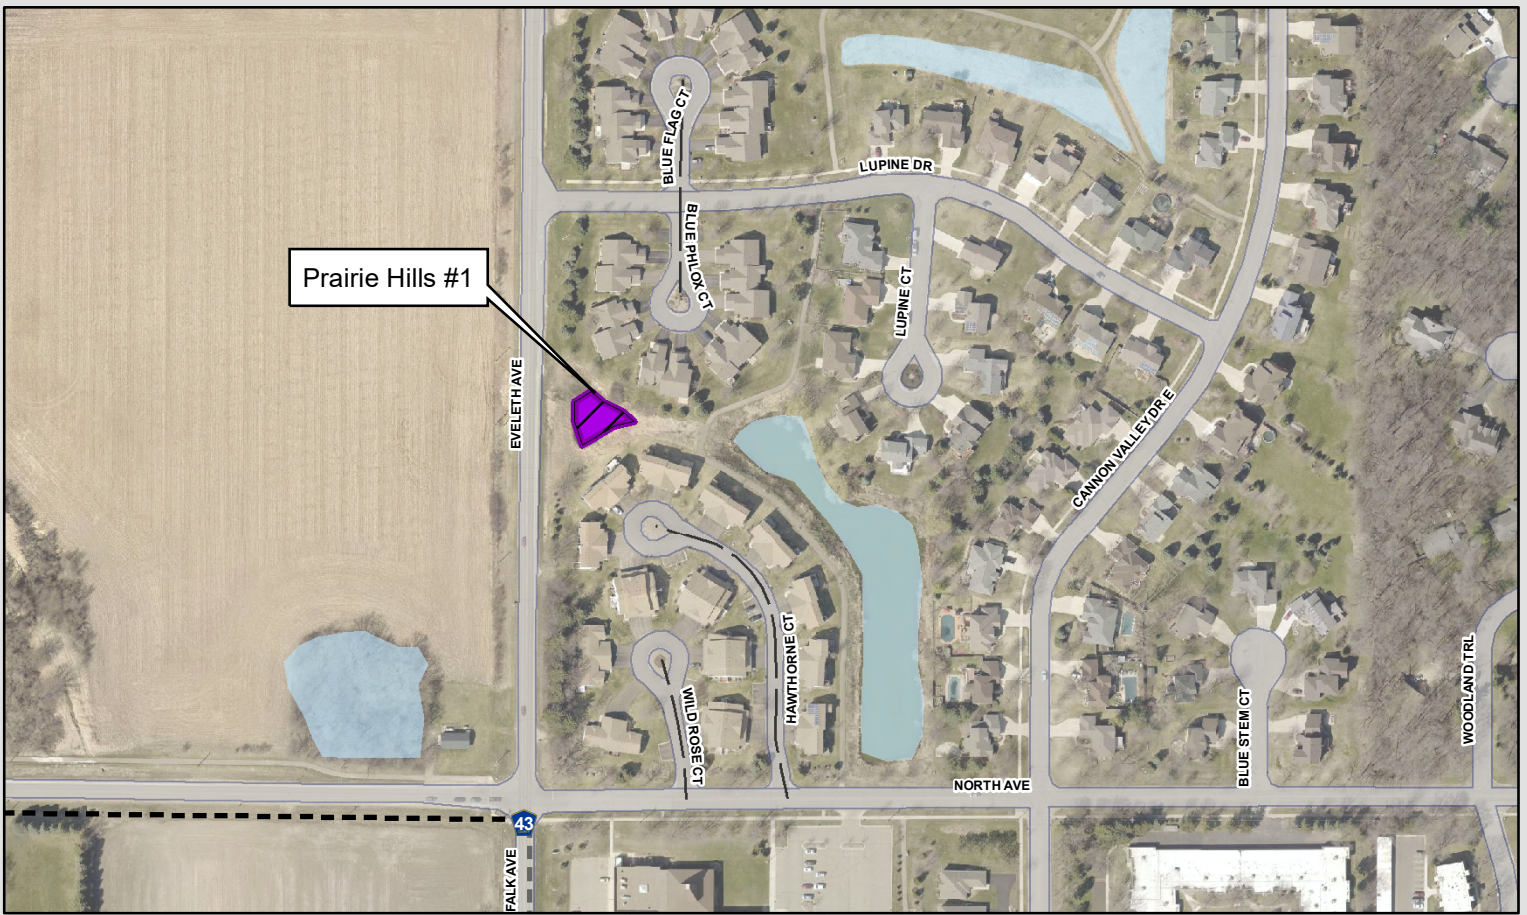 BLUE FLAG CT
LUPINE DR
BLUE PHLOX CT
Prairie Hills #1
LUPINE CT
EVELETH AVE
CANNON VALLEY DR E
HAWTHORNE CT
WILD ROSE CT
WOODLAND TRL
BLUE STEM CT
NORTH AVE
43
FALK AVE